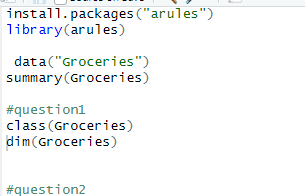 install.packages("arules")
library(arules)
data("Groceries")
summary(Groceries)
#question1
class(Groceries)
dim(Groceries)
#question2